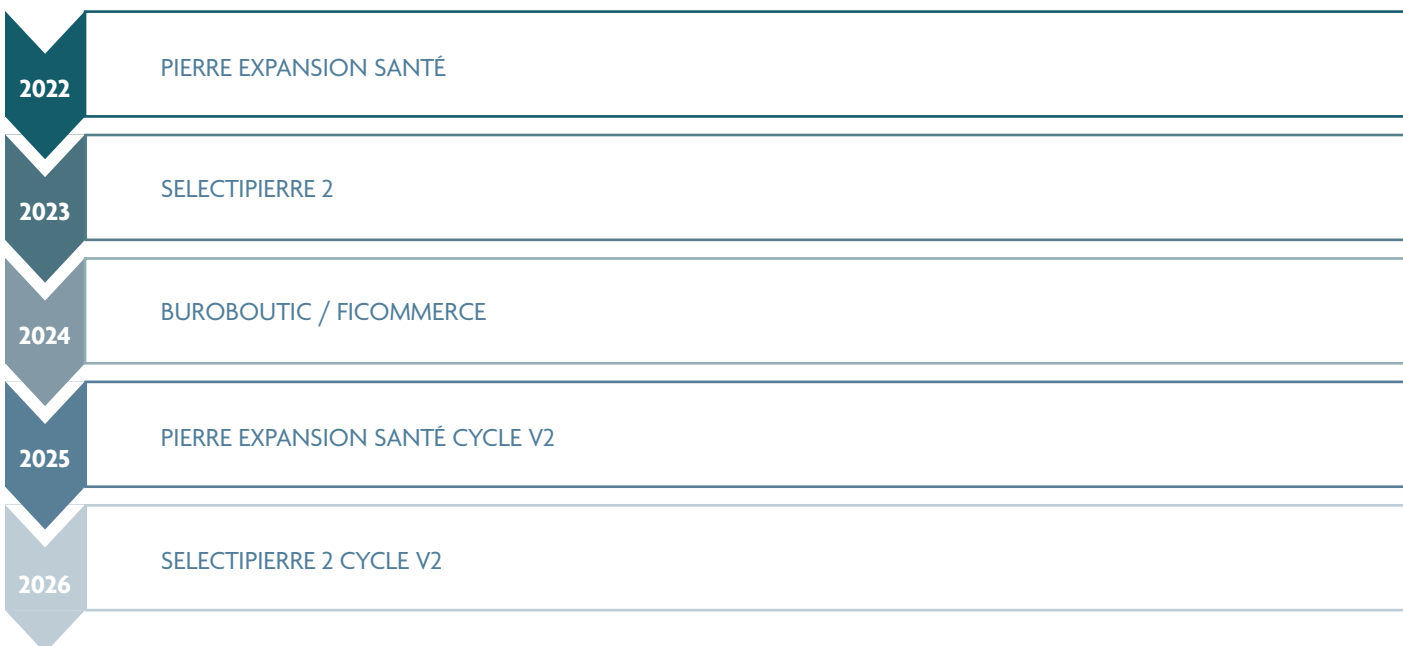 2022
PIERRE EXPANSION SANTÉ
2023
SELECTIPIERRE 2
2024
BUROBOUTIC / FICOMMERCE
2025
PIERRE EXPANSION SANTÉ CYCLE V2
2026
SELECTIPIERRE 2 CYCLE V2